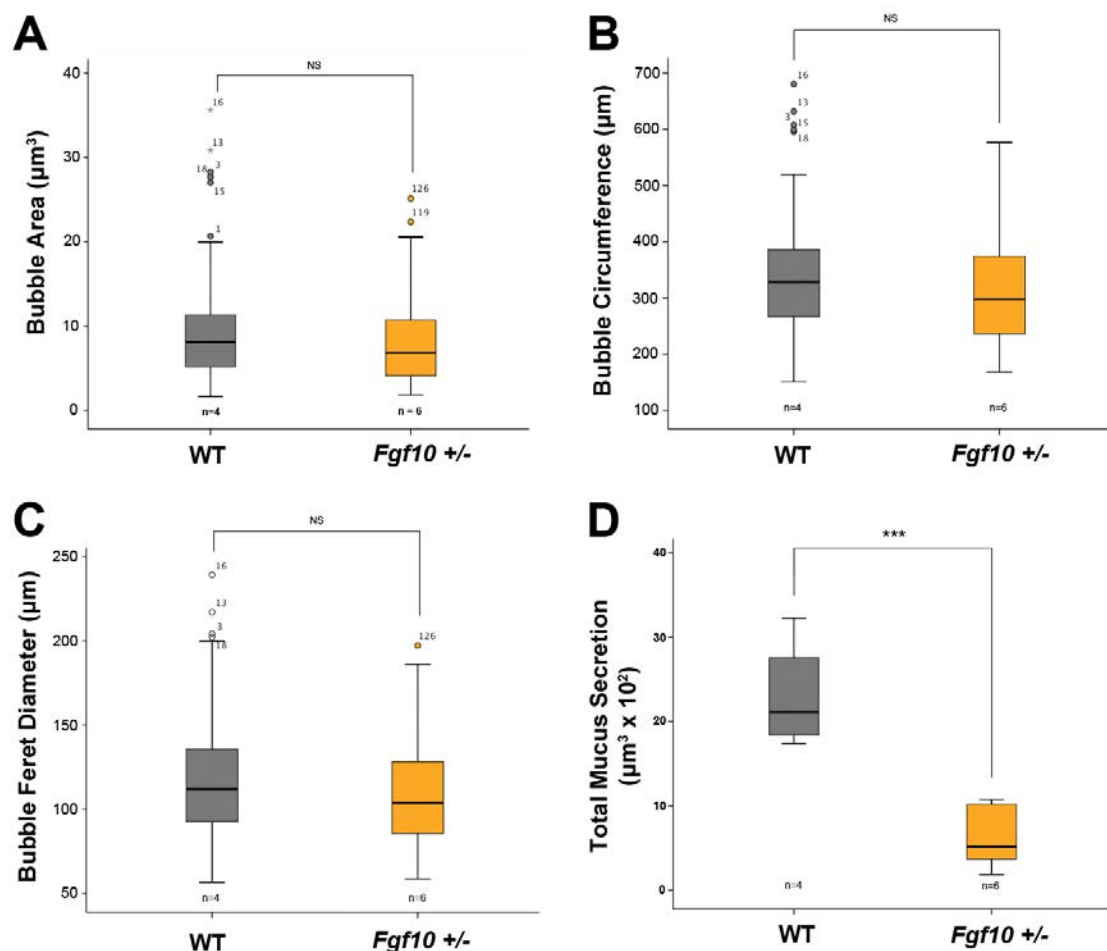 A
NS
Bubble Area (µm³)
40
30
20
10
0
16
13
18
3
15
1
126
119
n=4
n = 6
WT
Fgf10 +/-
B
NS
Bubble Circumference (µm)
700
600
500
400
300
200
100
16
13
3
15
18
n=4
n=6
WT
Fgf10 +/-
C
NS
Bubble Feret Diameter (µm)
250
200
150
100
50
16
13
3
18
126
n=4
n=6
WT
Fgf10 +/-
D
***
Total Mucus Secretion
(µm³ x 10²)
40
30
20
10
0
n=4
n=6
WT
Fgf10 +/-